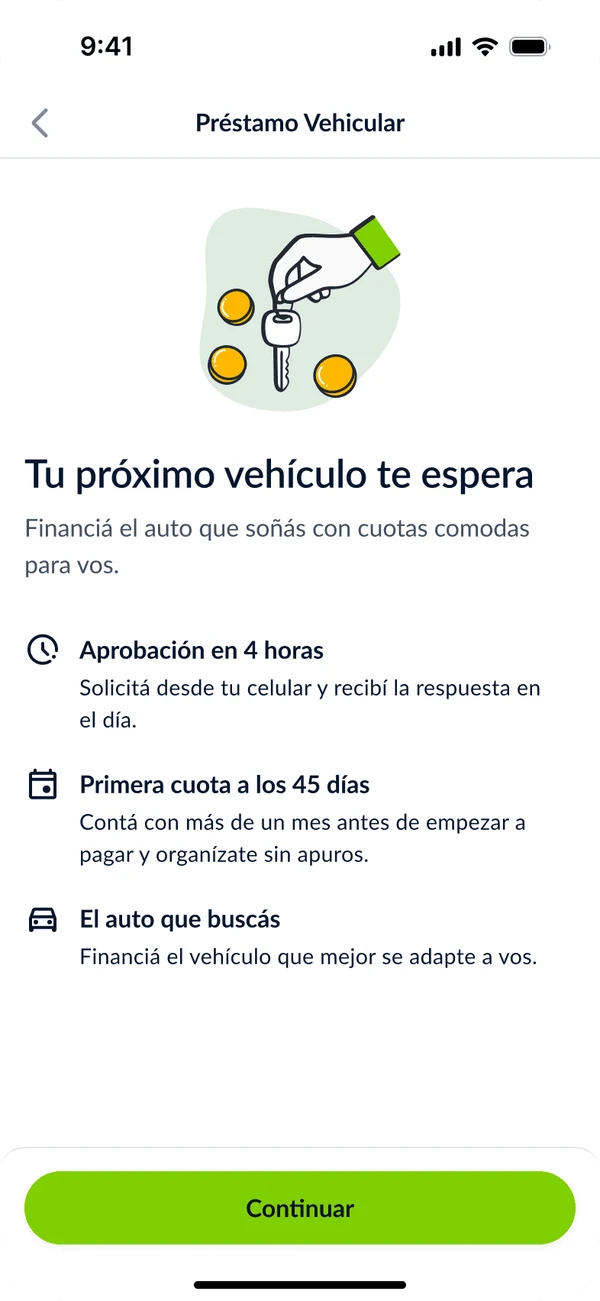 9:41
Préstamo Vehicular
Tu próximo vehículo te espera
Financiá el auto que soñás con cuotas comodas
para vos.
Aprobación en 4 horas
Solicitá desde tu celular y recibí la respuesta en
el día.
Primera cuota a los 45 días
Contá con más de un mes antes de empezar a
pagar y organízate sin apuros.
El auto que buscás
Financiá el vehículo que mejor se adapte a vos.
Continuar